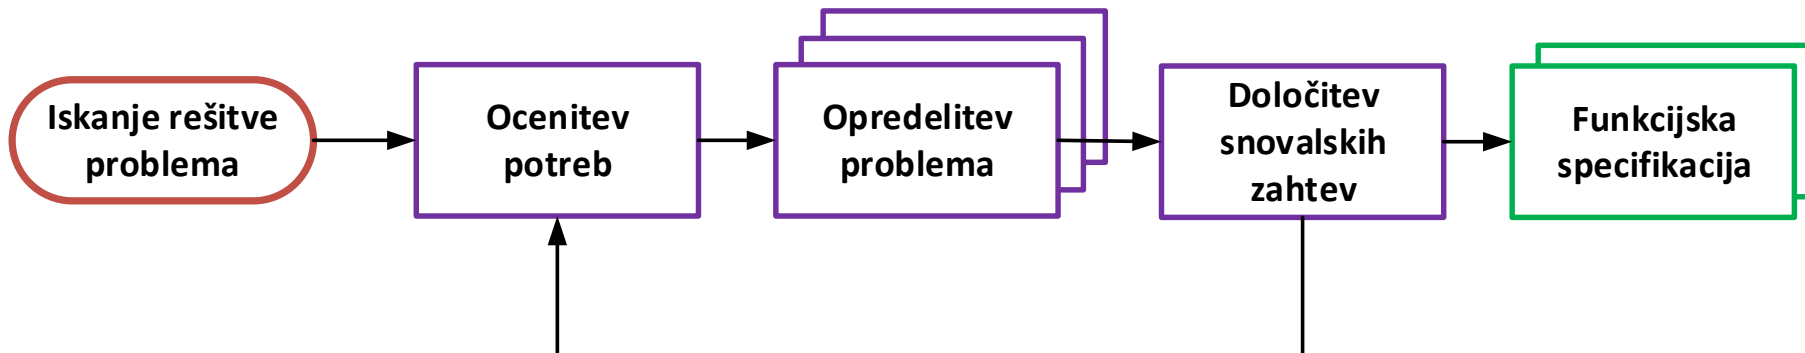 Iskanje rešitve
problema
Ocenitev
potreb
Opredelitev
problema
Določitev
snovalskih
zahtev
Funkcijska
specifikacija